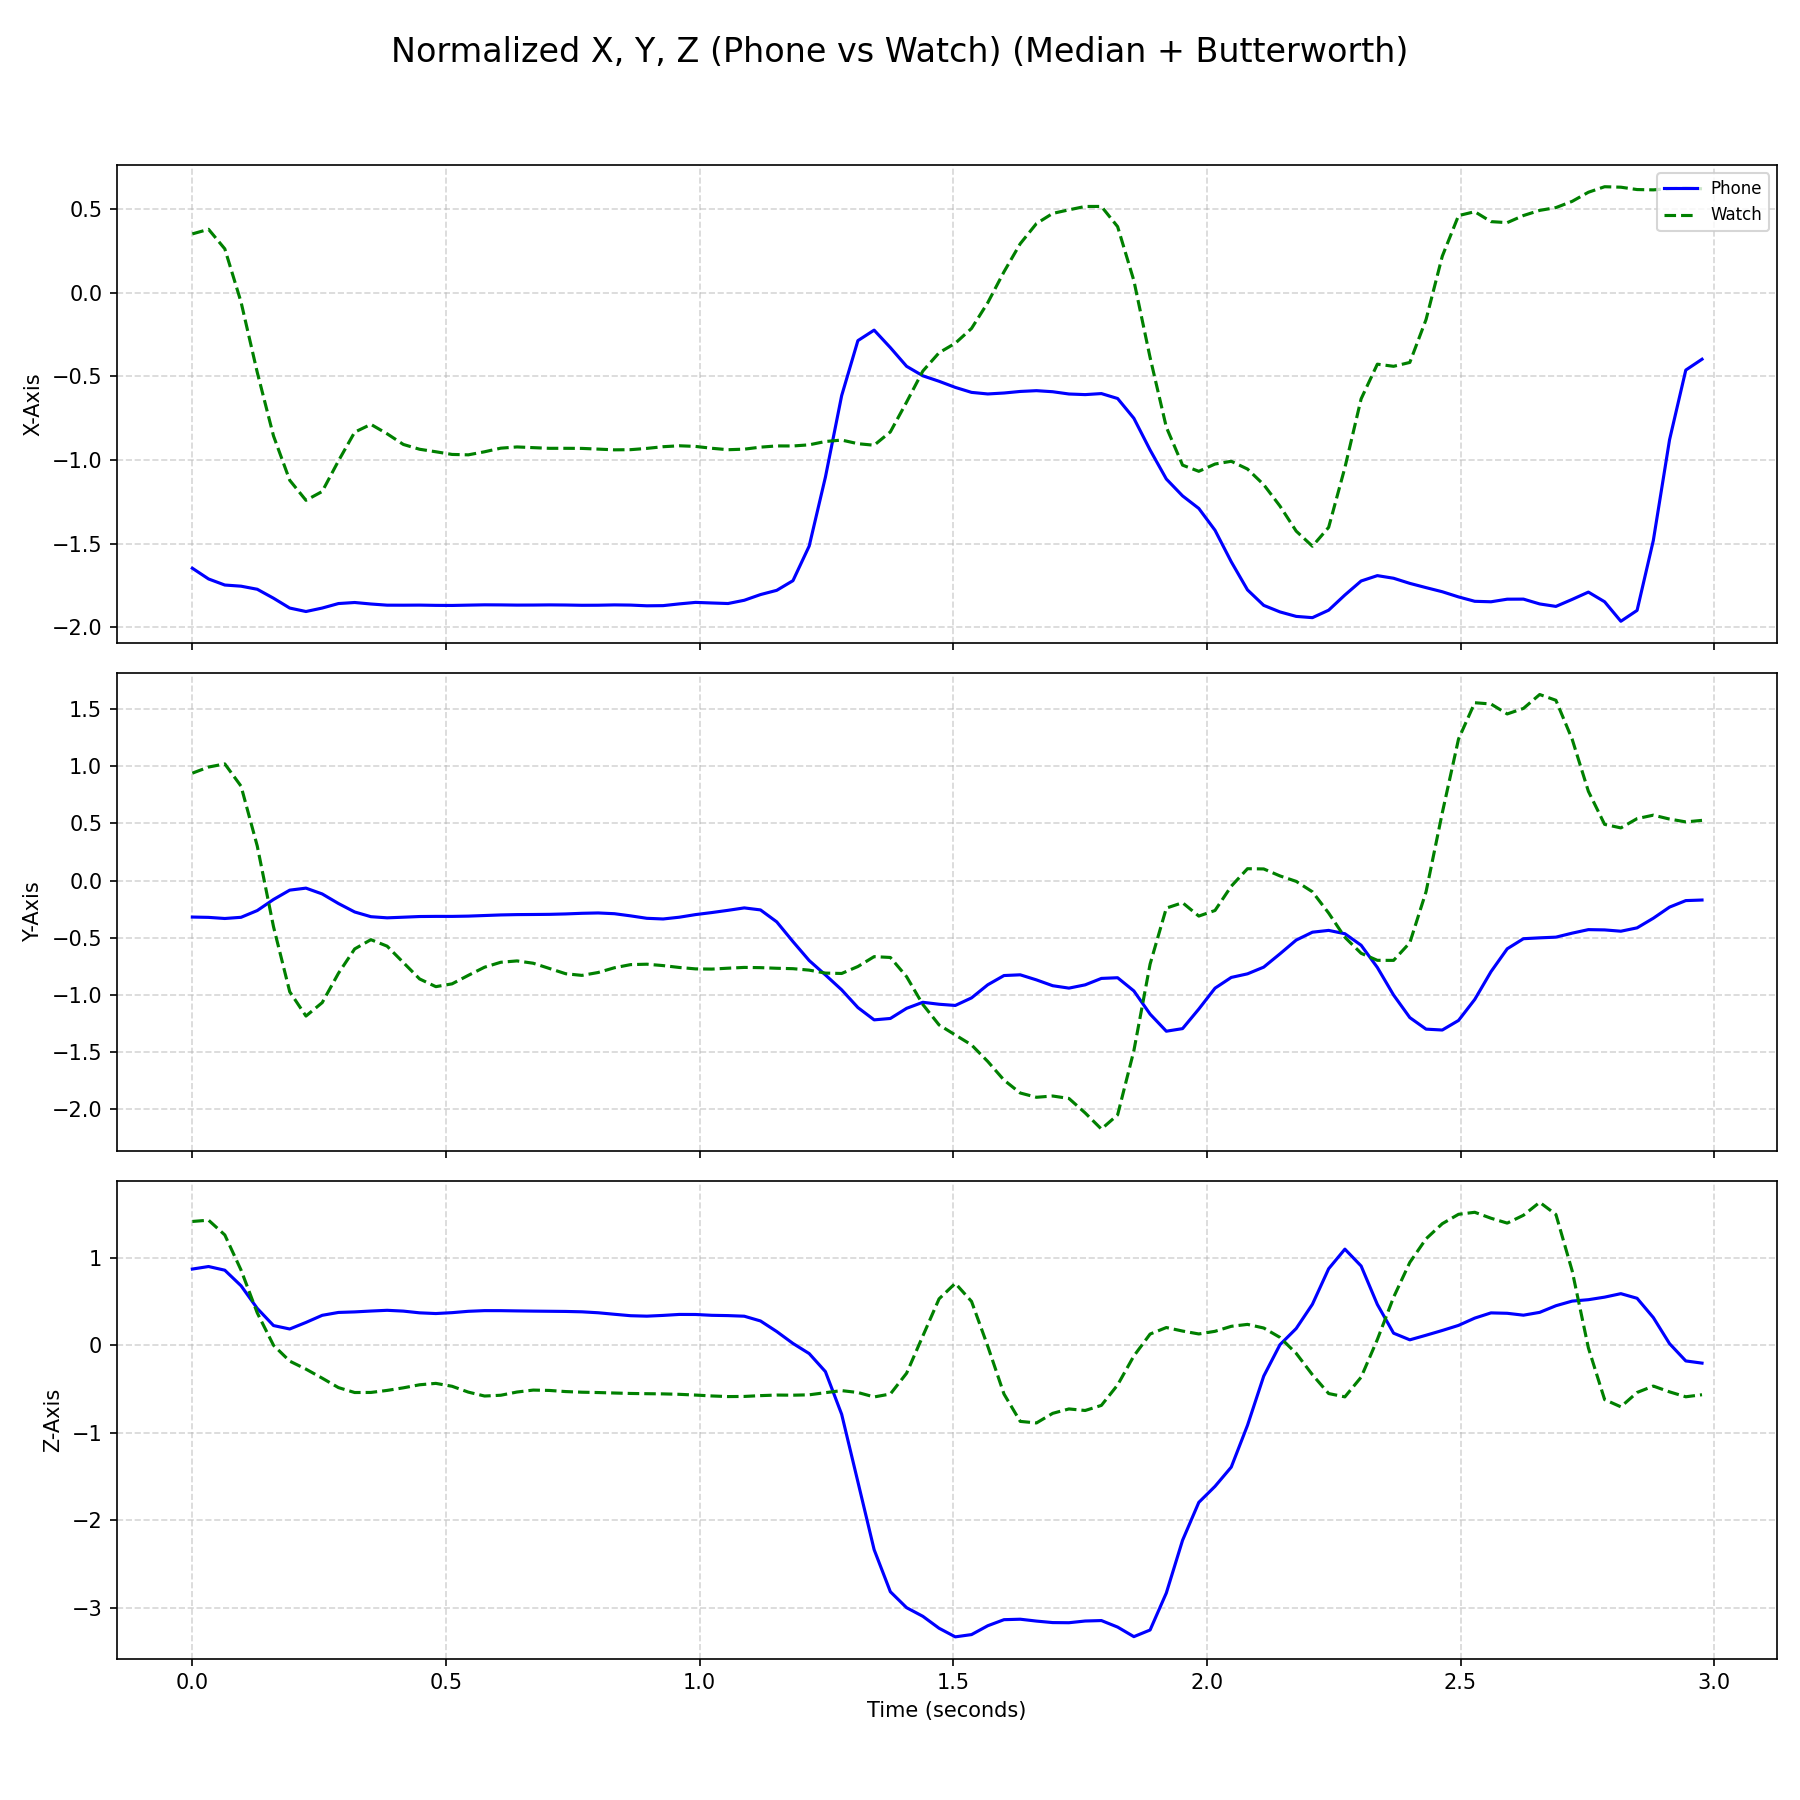 Normalized X, Y, Z (Phone vs Watch) (Median + Butterworth)
Phone
Watch
0.5
0.0
−0.5
−1.0
−1.5
−2.0
X-Axis
1.5
1.0
0.5
0.0
−0.5
−1.0
−1.5
−2.0
Y-Axis
1
0
−1
−2
−3
Z-Axis
0.0 0.5 1.0 1.5 2.0 2.5 3.0
Time (seconds)